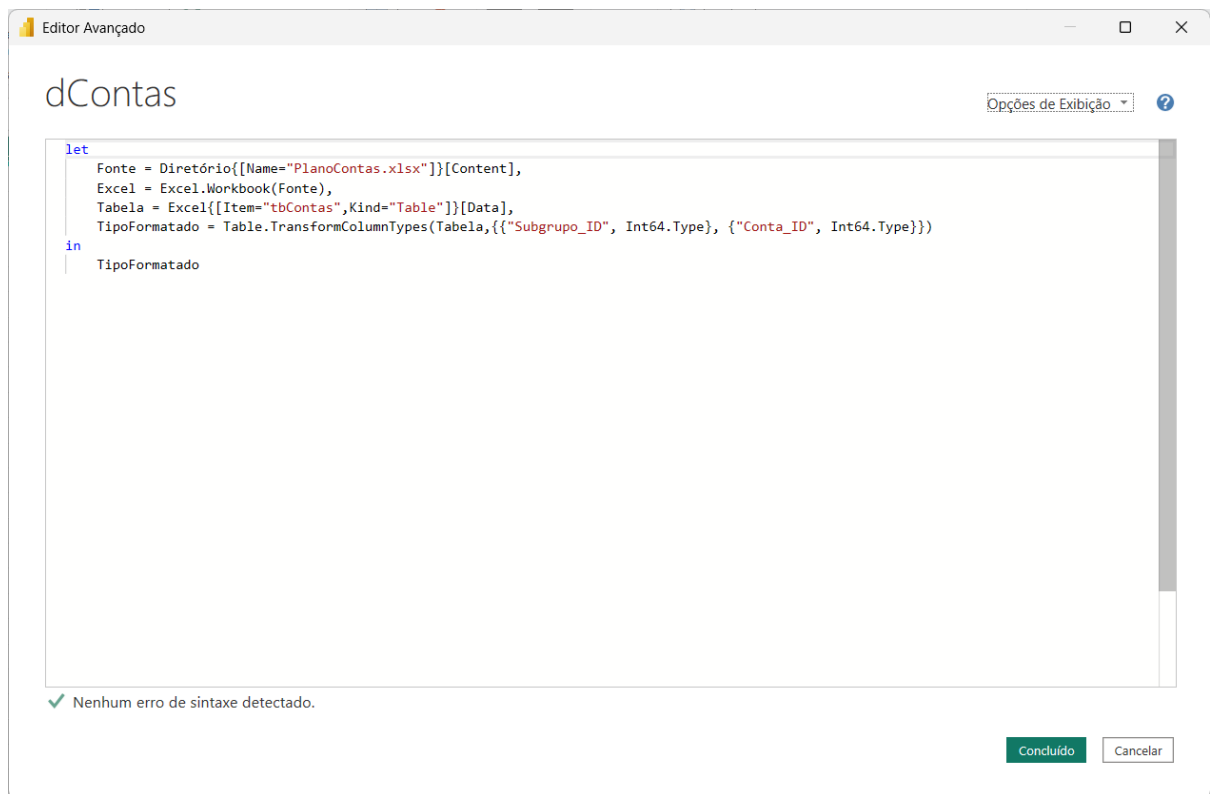 Editor Avançado
dContas
Opções de Exibição
let
Fonte = Diretório{[Name="PlanoContas.xlsx"]}[Content],
Excel = Excel.Workbook(Fonte),
Tabela = Excel{[Item="tbContas",Kind="Table"]}[Data],
TipoFormatado = Table.TransformColumnTypes(Tabela,{{"Subgrupo_ID", Int64.Type}, {"Conta_ID", Int64.Type}})
in
TipoFormatado
Nenhum erro de sintaxe detectado.
Concluído Cancelar